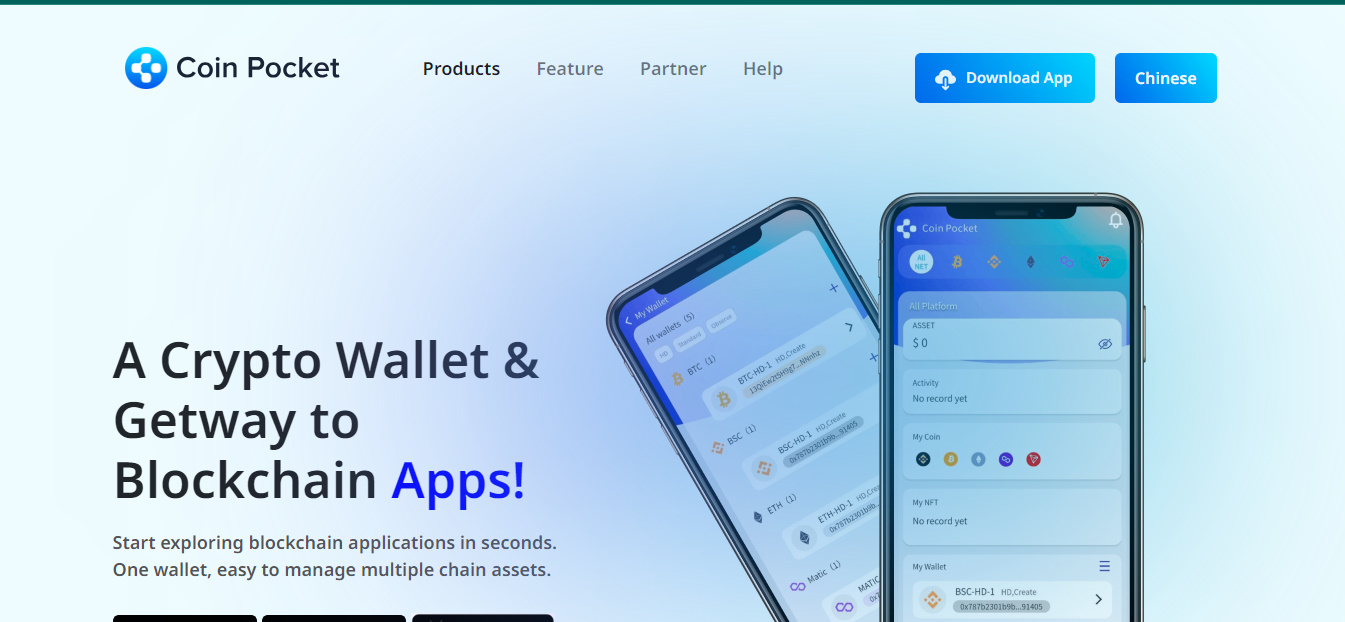 Coin Pocket
Products
Feature
Partner
Help
Download App
Chinese
A Crypto Wallet &
Getway to
Blockchain Apps!
Start exploring blockchain applications in seconds.
One wallet, easy to manage multiple chain assets.
My Wallet
All wallets (5)
HD
Standard
Observe
BTC (1)
BTC-HD-1 HD,Create
13QiEw2t5H9g7...NNnhz
BSC (1)
BSC-HD-1 HD,Create
0x787b2301b9b...91405
ETH (1)
ETH-HD-1 HD,Crea
0x787b2301b9b...
Matic (1)
MATIC
Coin Pocket
All
NET
All Platform
ASSET
$ 0
Activity
No record yet
My Coin
My NFT
No record yet
My Wallet
BSC-HD-1 HD,Create
0x787b2301b9b...91405